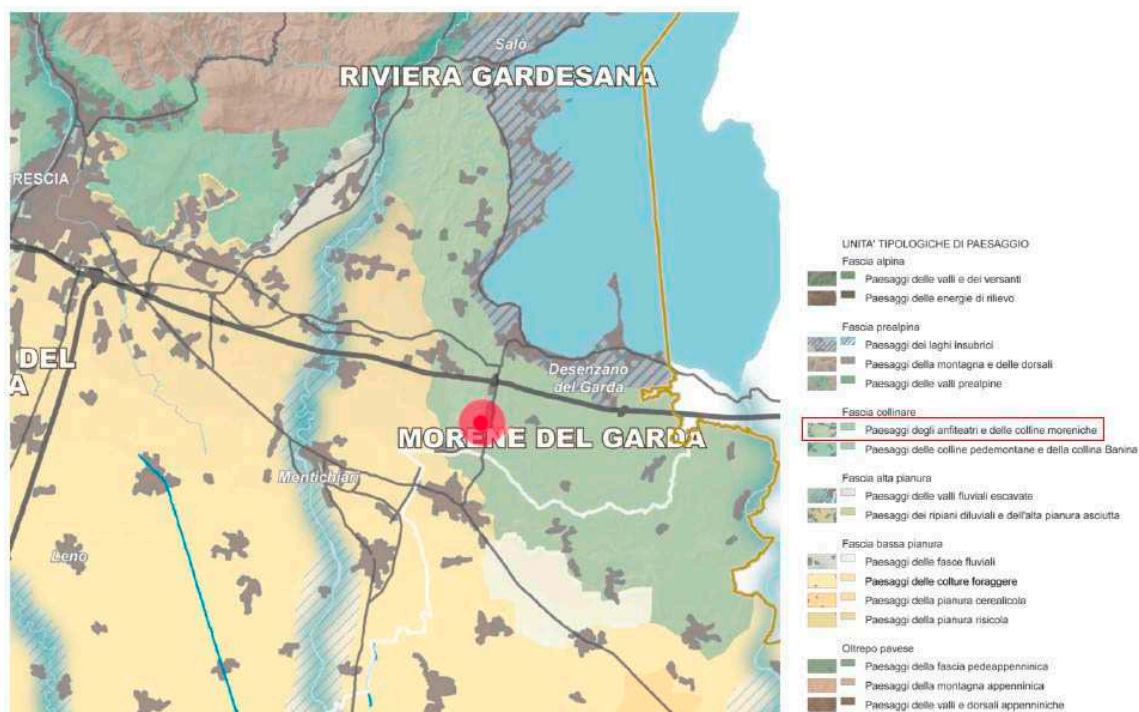 Salò
RIVIERA GARDESANA
RESCIA
DEL
A
Desenzano
del Garda
MORENE DEL GARDA
Montichiari
Leno
UNITA' TIPOLOGICHE DI PAESAGGIO
Fascia alpina
Paesaggi delle valli e dei versanti
Paesaggi delle energie di rilievo
Fascia prealpina
Paesaggi dei laghi insubrici
Paesaggi della montagna e delle dorsali
Paesaggi delle valli prealpine
Fascia collinare
Paesaggi degli anfiteatri e delle colline moreniche
Paesaggi delle colline pedemontane e della collina Banina
Fascia alta pianura
Paesaggi delle valli fluviali escavate
Paesaggi dei ripiani diluviali e dell'alta pianura asciutta
Fascia bassa pianura
Paesaggi delle fasce fluviali
Paesaggi delle colture foraggere
Paesaggi della pianura cerealicola
Paesaggi della pianura risicola
Oltrepo pavese
Paesaggi della fascia pedeappenninica
Paesaggi della montagna appenninica
Paesaggi delle valli e dorsali appenniniche